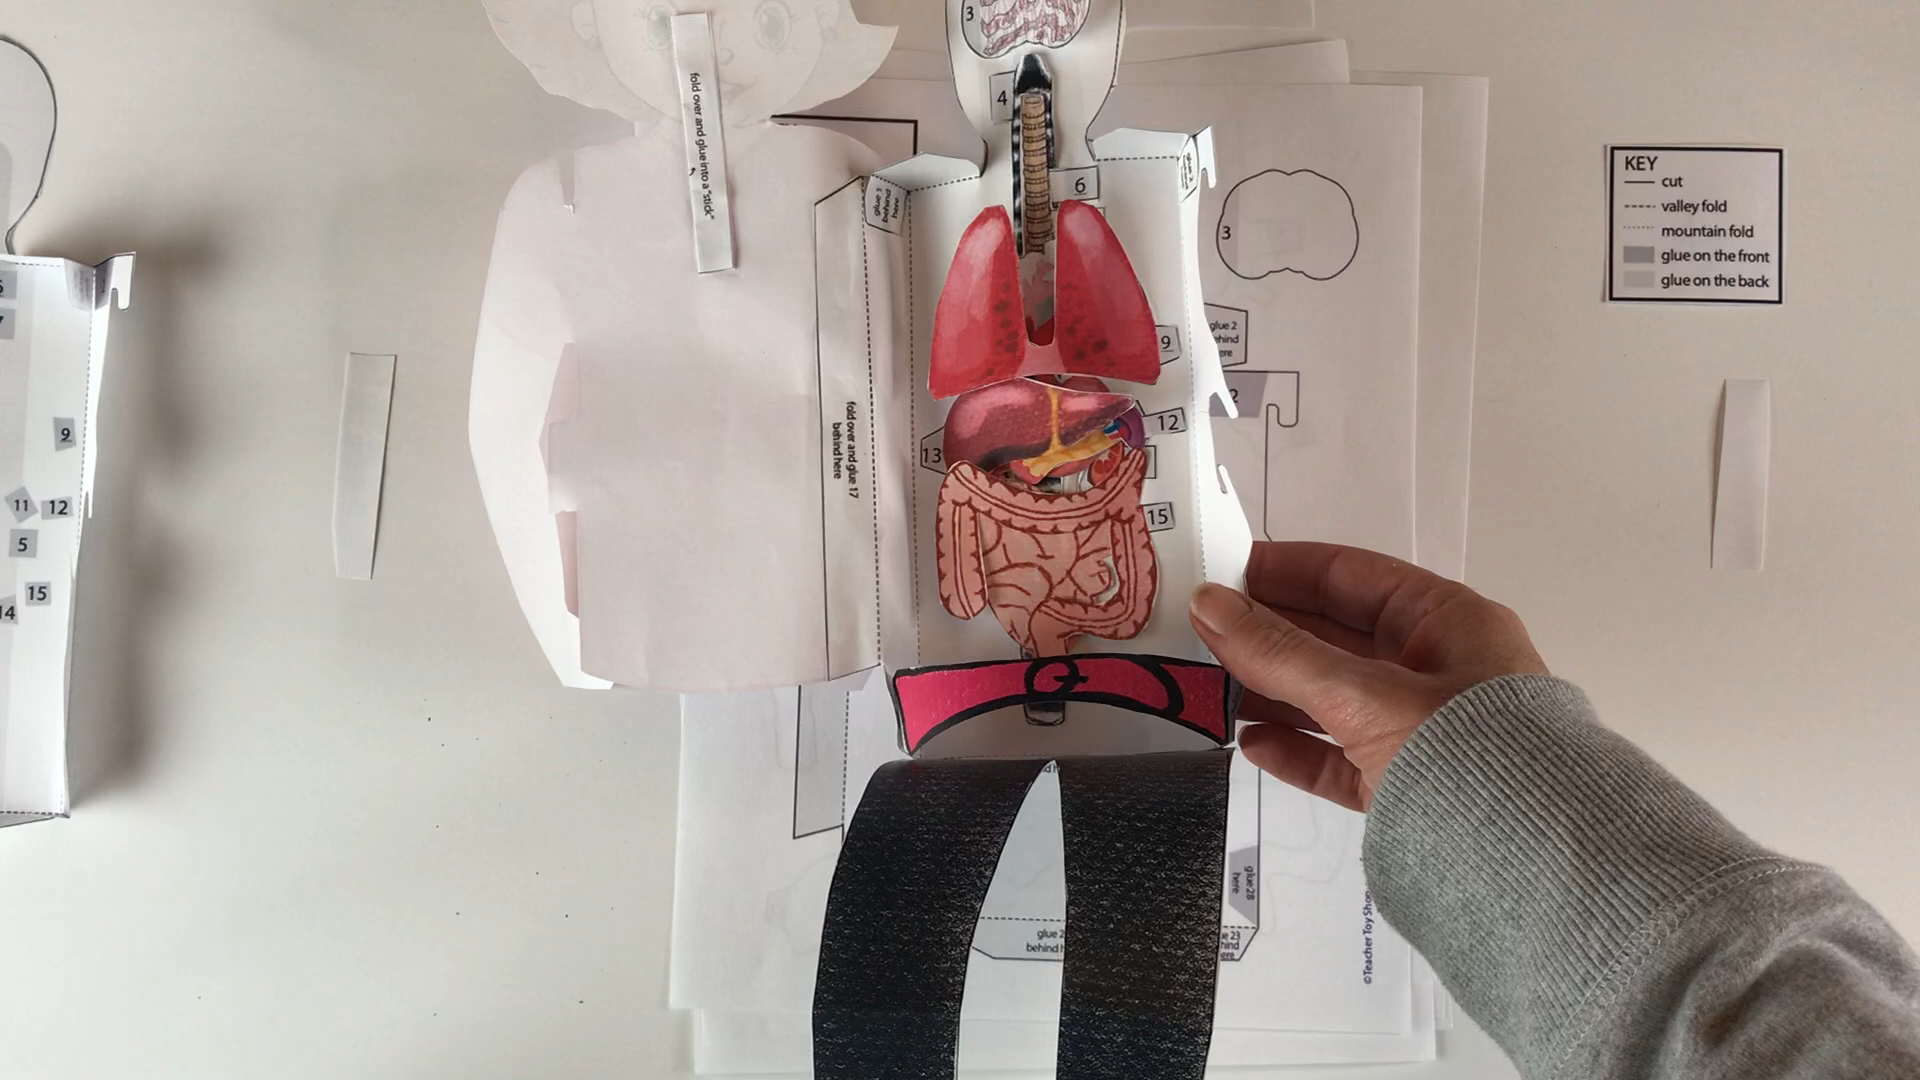 3
4
6
9
12
13
15
fold over and glue into a "stick"
glue 1
behind
here
fold over and glue 17
behind here
3
glue 2
2
KEY
cut
valley fold
mountain fold
glue on the front
glue on the back
9
11
12
5
15
14
glue 28
here
behind
©Teacher Toy Shop